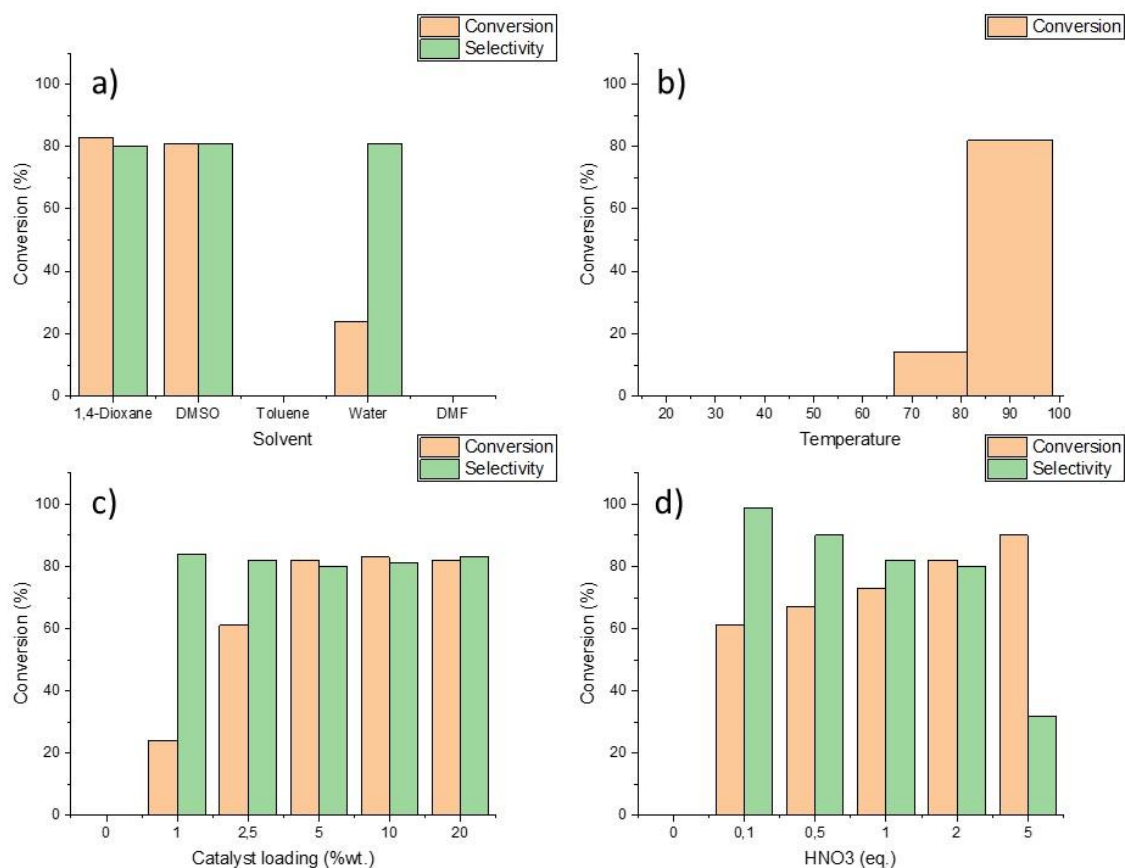 Conversion
Selectivity
a)
Conversion (%)
100
80
60
40
20
0
1,4-Dioxane DMSO Toluene Water DMF
Solvent
Conversion
b)
Conversion (%)
100
80
60
40
20
0
20 30 40 50 60 70 80 90 100
Temperature
Conversion
Selectivity
c)
Conversion (%)
100
80
60
40
20
0
0 1 2,5 5 10 20
Catalyst loading (%wt.)
Conversion
Selectivity
d)
Conversion (%)
100
80
60
40
20
0
0 0,1 0,5 1 2 5
HNO3 (eq.)